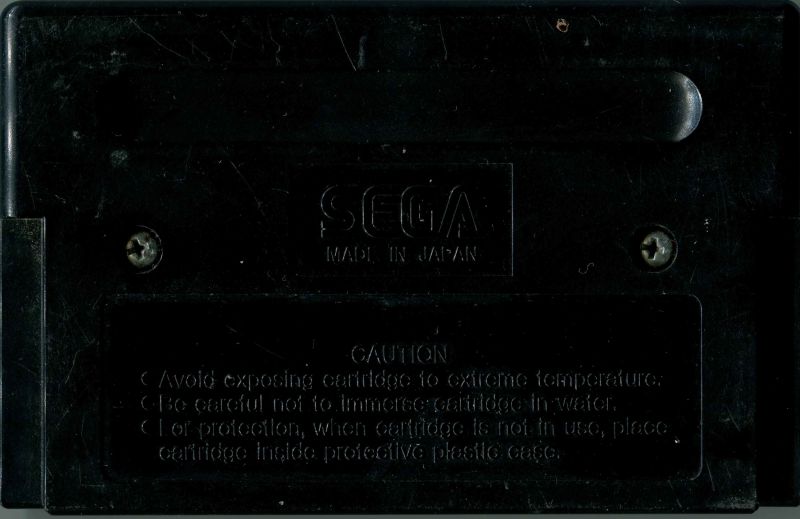 SEGA
MADE IN JAPAN
CAUTION
• Avoid exposing cartridge to extreme temperature.
• Be careful not to immerse cartridge in water.
• For protection, when cartridge is not in use, place
cartridge inside protective plastic case.